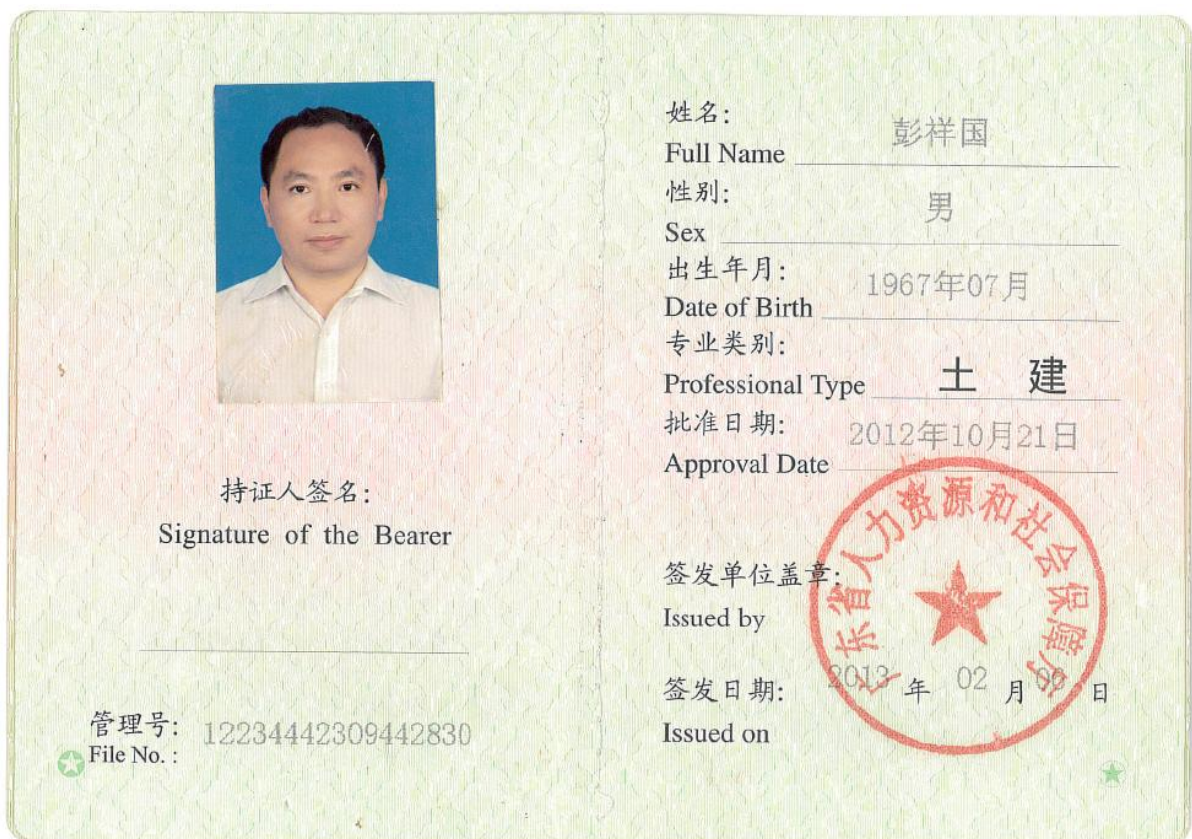 持证人签名:
Signature of the Bearer
管理号: 12234442309442830
File No. :
姓名: 彭祥国
Full Name
性别: 男
Sex
出生年月: 1967年07月
Date of Birth
专业类别: 土 建
Professional Type
批准日期: 2012年10月21日
Approval Date
广东省人力资源和社会保障厅
签发单位盖章:
Issued by
签发日期: 2013 年 02 月 06 日
Issued on